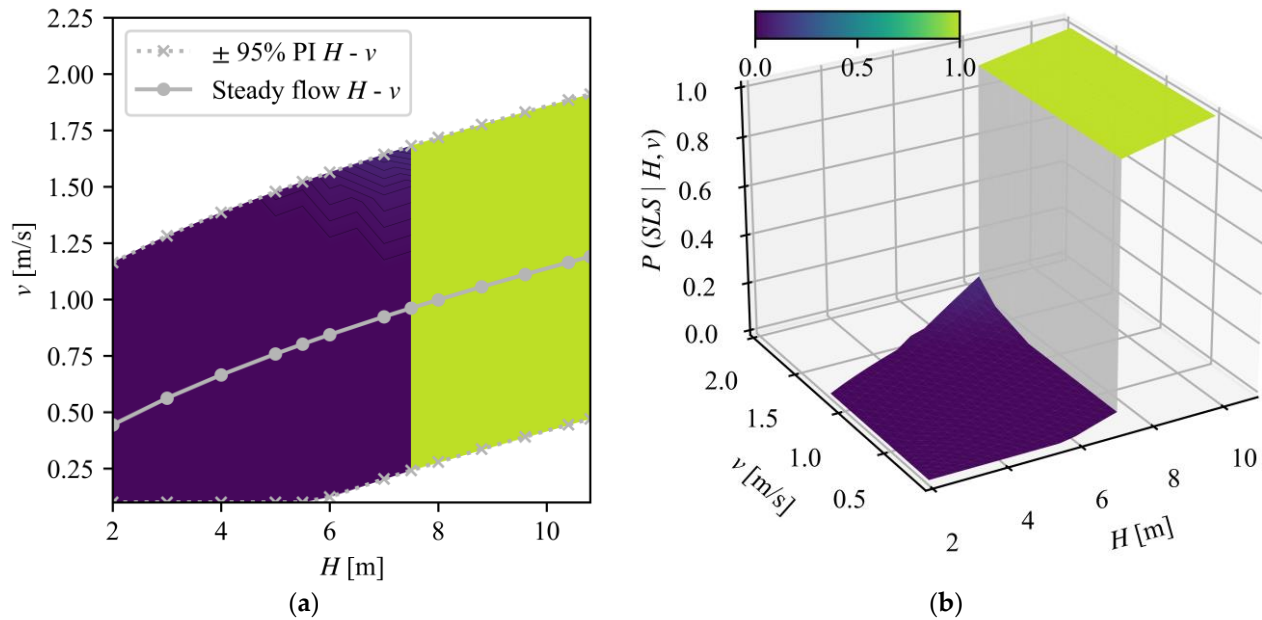 2.25
2.00
1.75
1.50
1.25
1.00
0.75
0.50
0.25
v [m/s]
± 95% PI H - v
Steady flow H - v
2 4 6 8 10
H [m]
(a)
0.0 0.5 1.0
1.0
0.8
0.6
0.4
0.2
0.0
P (SLS | H, v)
2.0
1.5
1.0
0.5
v [m/s]
2 4 6 8 10
H [m]
(b)